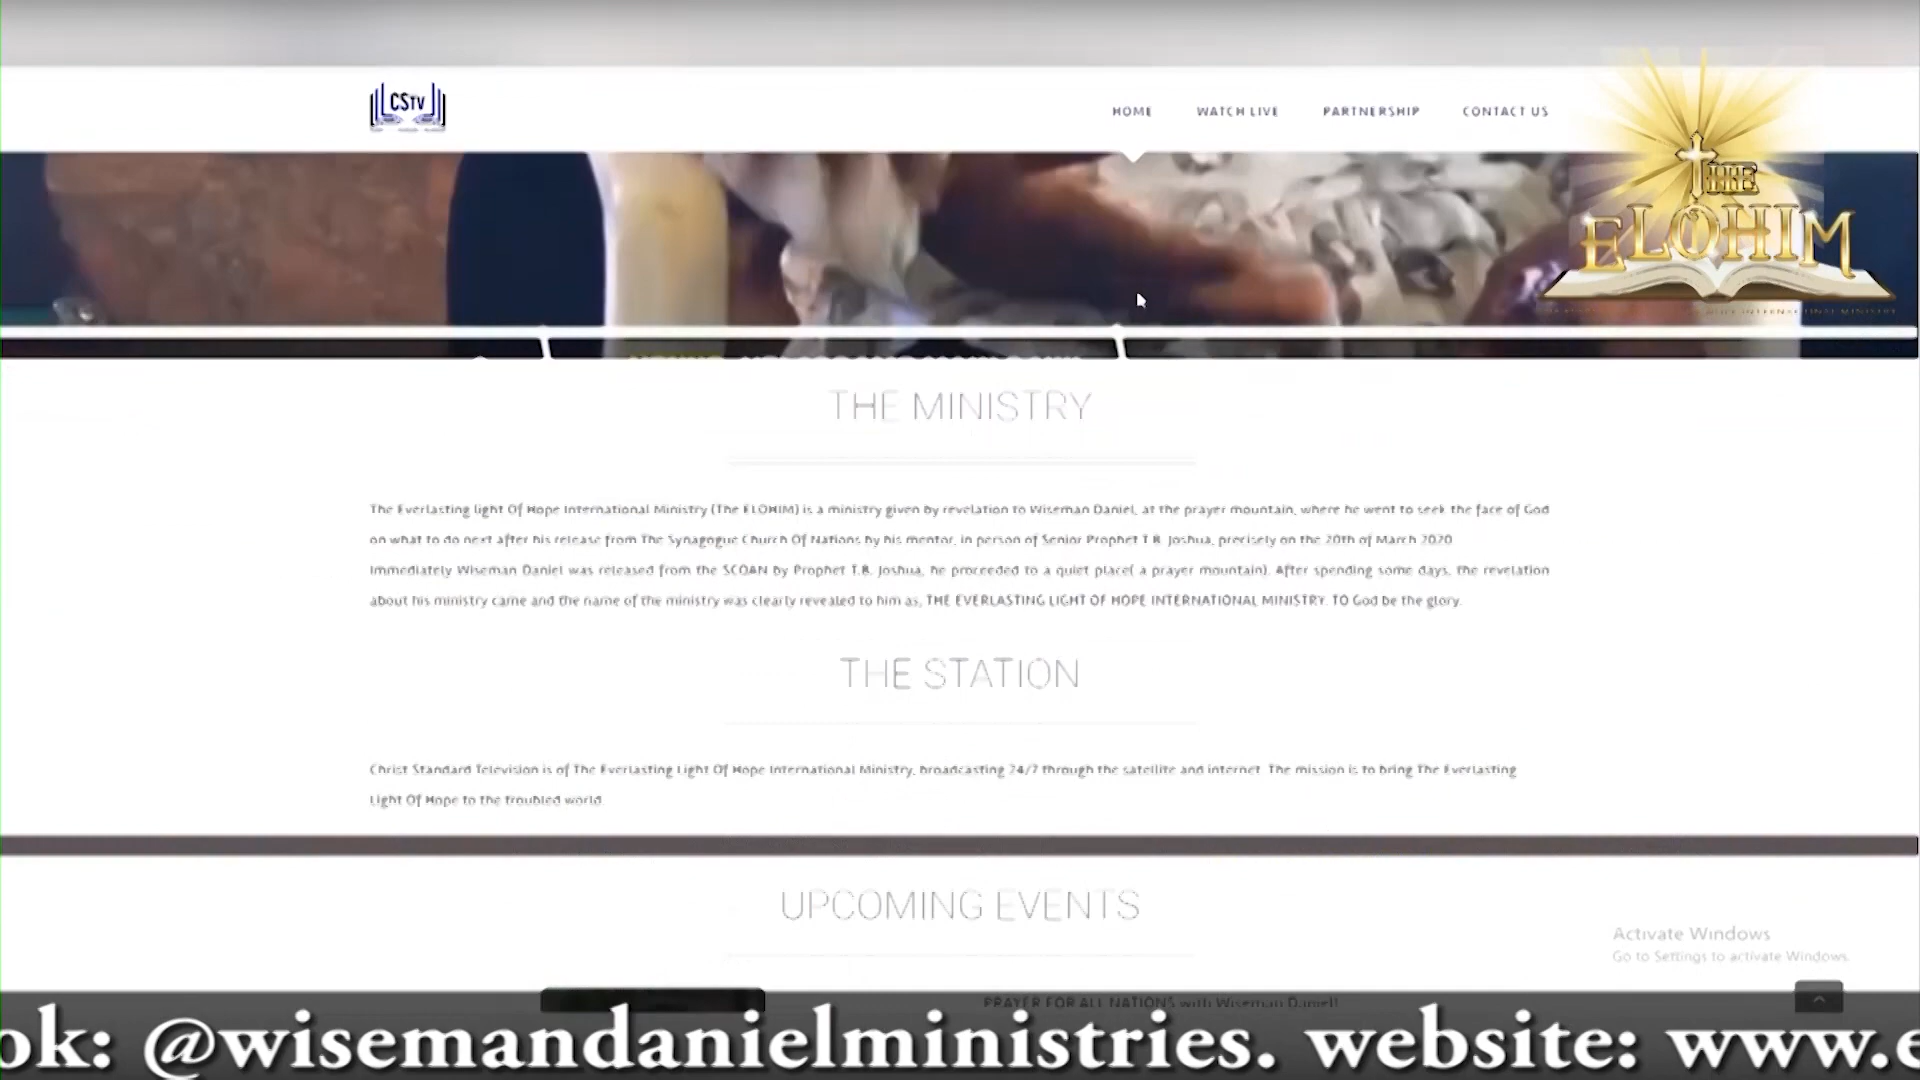 CSTV
HOME WATCH LIVE PARTNERSHIP CONTACT US
THE
ELOHIM
THE MINISTRY
The Everlasting light Of Hope International Ministry (The ELOHIM) is a ministry given by revelation to Wiseman Daniel, at the prayer mountain, where he went to seek the face of God
on what to do next after his release from The Synagogue Church Of Nations by his mentor, in person of Senior Prophet T.B. Joshua, precisely on the 20th of March 2020
Immediately Wiseman Daniel was released from the SCOAN by Prophet T.B. Joshua, he proceeded to a quiet place( a prayer mountain). After spending some days, the revelation
about his ministry came and the name of the ministry was clearly revealed to him as, THE EVERLASTING LIGHT OF HOPE INTERNATIONAL MINISTRY. TO God be the glory.
THE STATION
Christ Standard Television is of The Everlasting Light Of Hope International Ministry, broadcasting 24/7 through the satellite and internet. The mission is to bring The Everlasting
Light Of Hope to the troubled world.
UPCOMING EVENTS
Activate Windows
Go to Settings to activate Windows.
PRAYER FOR ALL NATIONS with Wiseman Daniel!
ok: @wisemandanielministries. website: www.e